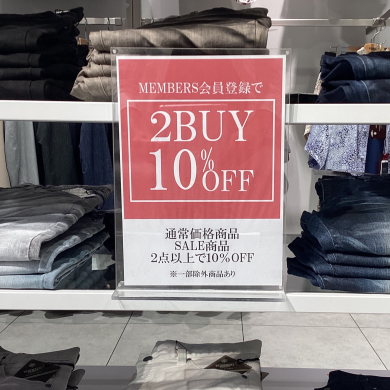 MEMBERS会員登録で
2BUY
10%OFF
通常価格商品
SALE商品
2点以上で10%OFF
※一部除外商品あり